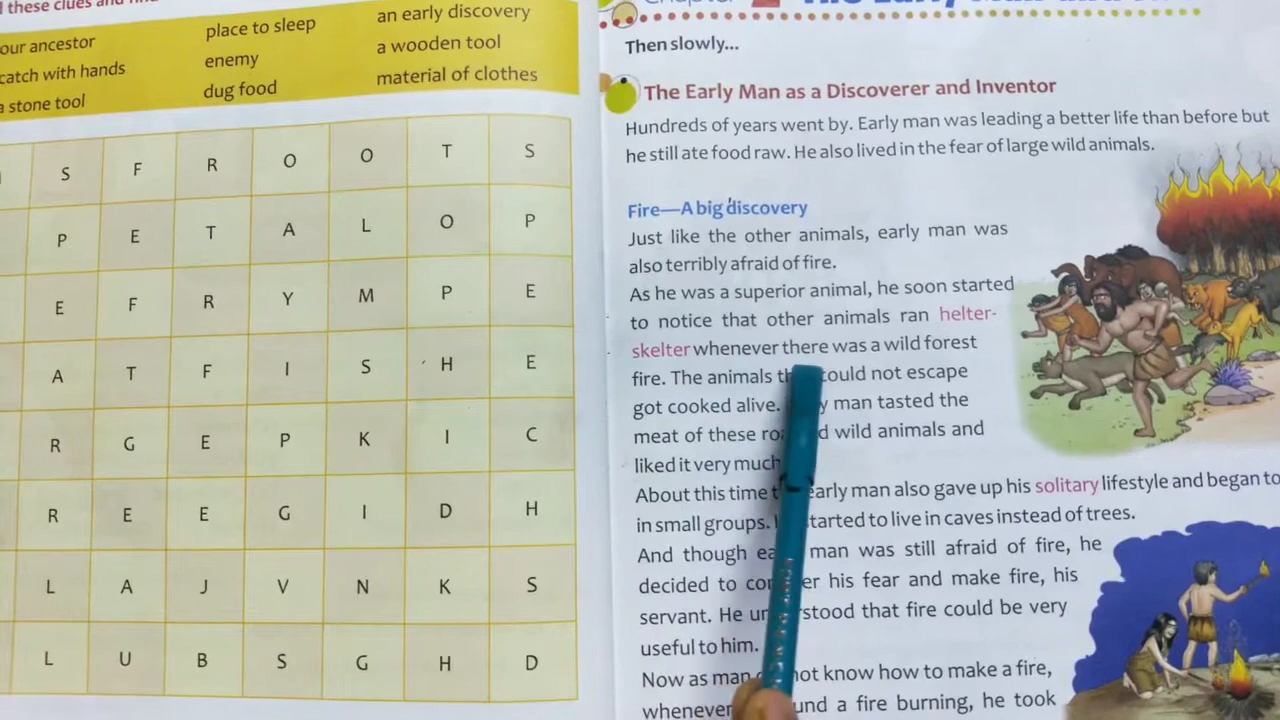 these clues and
our ancestor
catch with hands
a stone tool
place to sleep
enemy
dug food
an early discovery
a wooden tool
material of clothes
S F R O O T S
P E T A L O P
E F R Y M P E
A T F I S H E
R G E P K I C
R E E G I D H
L A J V N K S
L U B S G H D
Then slowly...
The Early Man as a Discoverer and Inventor
Hundreds of years went by. Early man was leading a better life than before but
he still ate food raw. He also lived in the fear of large wild animals.
Fire—A big discovery
Just like the other animals, early man was
also terribly afraid of fire.
As he was a superior animal, he soon started
to notice that other animals ran helter-
skelter whenever there was a wild forest
fire. The animals could not escape
got cooked alive. man tasted the
meat of these wild animals and
liked it very much
About this time early man also gave up his solitary lifestyle and began to
in small groups. started to live in caves instead of trees.
And though man was still afraid of fire, he
decided to his fear and make fire, his
servant. He that fire could be very
useful to him.
Now as man not know how to make a fire,
whenever a fire burning, he took